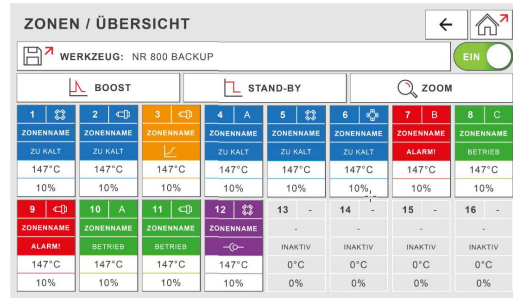 ZONEN / ÜBERSICHT
WERKZEUG: NR 800 BACKUP EIN
BOOST STAND-BY ZOOM
1 2 3 4 A 5 6 7 B 8 C
ZONENNAME ZONENNAME ZONENNAME ZONENNAME ZONENNAME ZONENNAME ZONENNAME ZONENNAME
ZU KALT ZU KALT ZU KALT ZU KALT ZU KALT ALARM! BETRIEB
147°C 147°C 147°C 147°C 147°C 147°C 147°C 147°C
10% 10% 10% 10% 10% 10% 10% 10%
9 10 A 11 12 13 - 14 - 15 - 16 -
ZONENNAME ZONENNAME ZONENNAME ZONENNAME - - - -
ALARM! BETRIEB BETRIEB INAKTIV INAKTIV INAKTIV INAKTIV
147°C 147°C 147°C 147°C 0°C 0°C 0°C 0°C
10% 10% 10% 10% 0% 0% 0% 0%